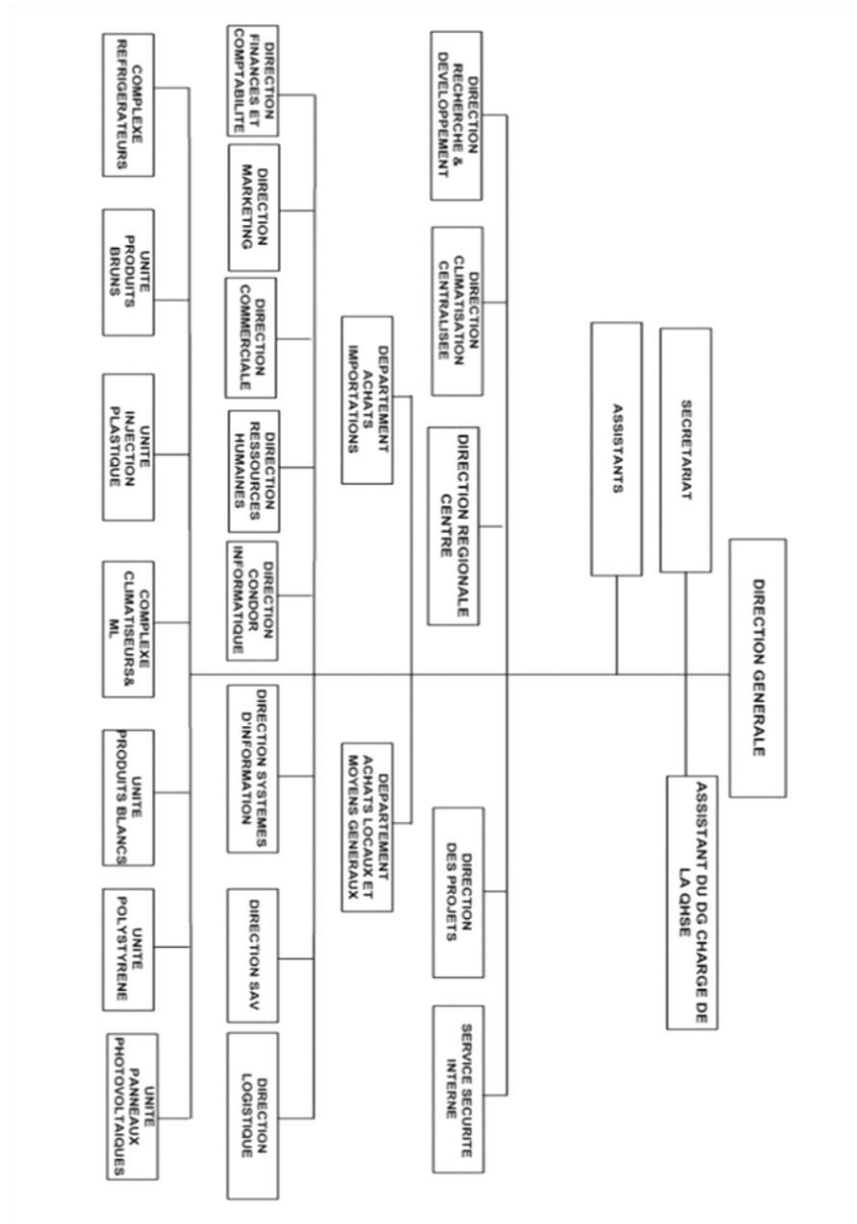 DIRECTION GENERALE
SECRETARIAT
ASSISTANT DU DG CHARGE DE
LA QHSE
ASSISTANTS
DIRECTION
RECHERCHE &
DEVELOPPEMENT
DIRECTION
CLIMATISATION
CENTRALISEE
DIRECTION REGIONALE
CENTRE
DIRECTION
DES PROJETS
SERVICE SECURITE
INTERNE
DEPARTEMENT
ACHATS
IMPORTATIONS
DEPARTEMENT
ACHATS LOCAUX ET
MOYENS GENERAUX
DIRECTION
FINANCES ET
COMPTABILITE
DIRECTION
MARKETING
DIRECTION
COMMERCIALE
DIRECTION
RESSOURCES
HUMAINES
DIRECTION
CONDOR
INFORMATIQUE
DIRECTION SYSTEMES
D'INFORMATION
DIRECTION SAV
DIRECTION
LOGISTIQUE
COMPLEXE
REFRIGERATEURS
UNITE
PRODUITS
BRUNS
UNITE
INJECTION
PLASTIQUE
COMPLEXE
CLIMATISEURS&
ML
UNITE
PRODUITS BLANCS
UNITE
POLYSTYRENE
UNITE
PANNEAUX
PHOTOVOLTAIQUES